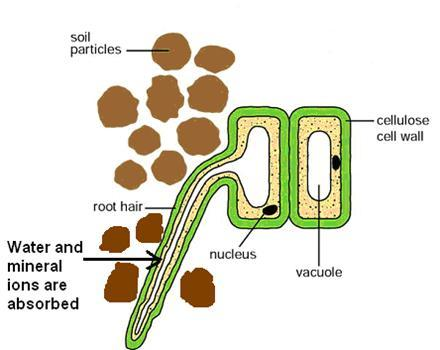 soil
particles
cellulose
cell wall
root hair
Water and
mineral
ions are
absorbed
nucleus
vacuole